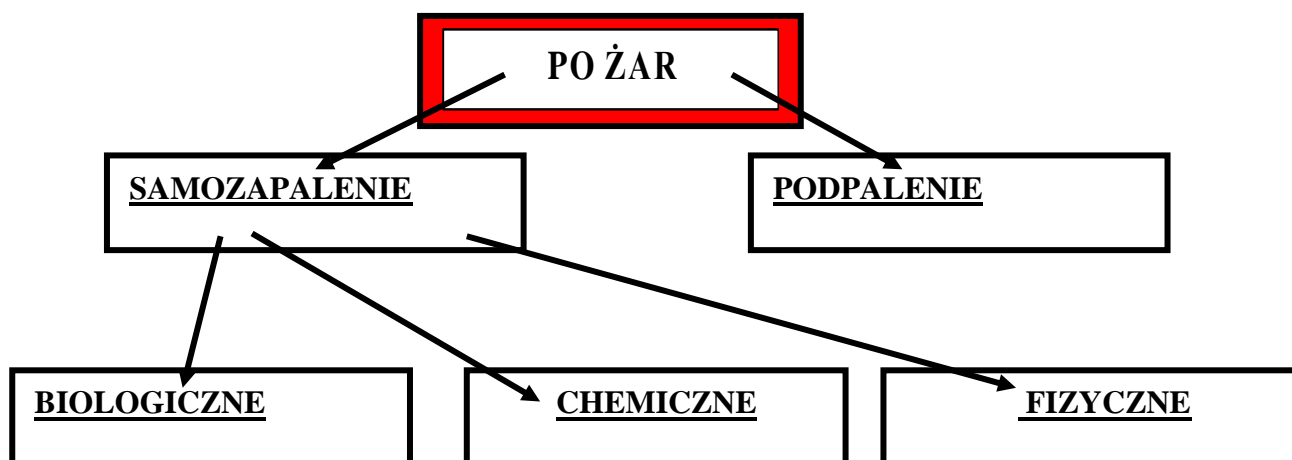 PO ŻAR
SAMOZAPALENIE
PODPALENIE
BIOLOGICZNE
CHEMICZNE
FIZYCZNE